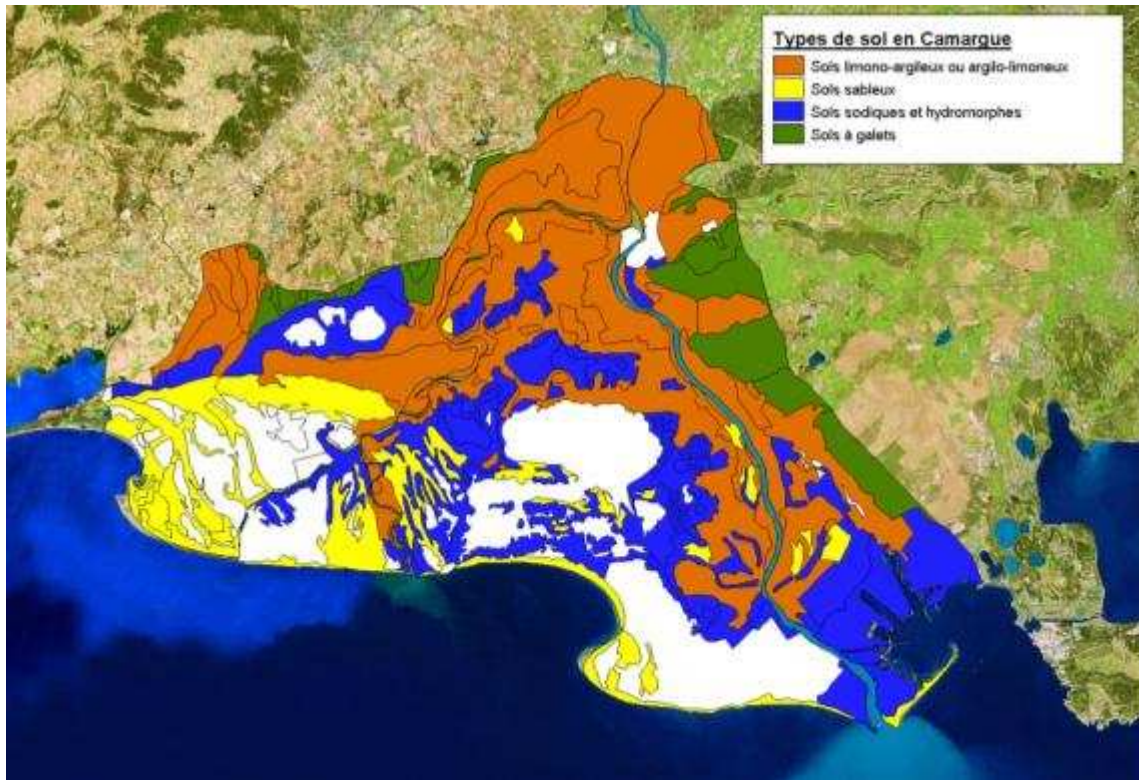 Types de sol en Camargue
Sols limono-argileux ou argilo-limoneux
Sols sableux
Sols sodiques et hydromorphes
Sols à galets